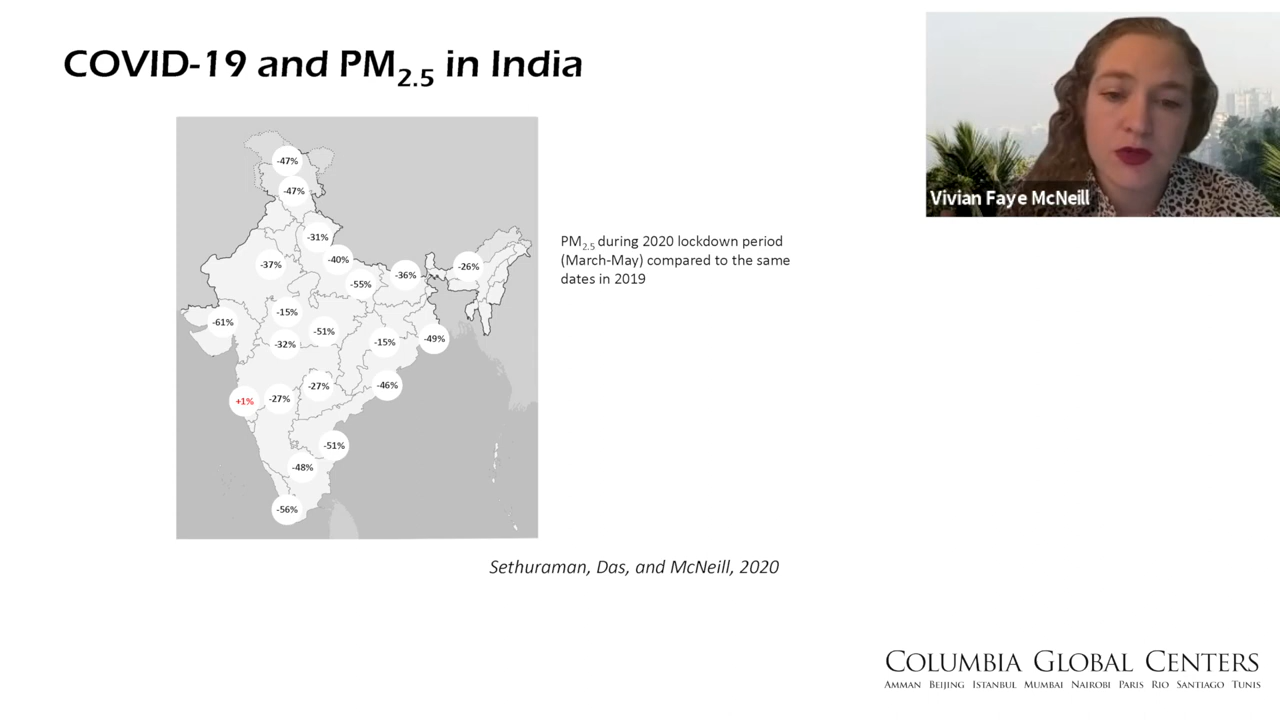 COVID-19 and PM2.5 in India
Vivian Faye McNeill
-47%
-47%
-31%
-40%
-37%
-26%
-36%
-55%
-15%
-61%
-51%
-49%
-32%
-15%
-27%
-46%
-27%
+1%
-51%
-48%
-56%
PM2.5 during 2020 lockdown period
(March-May) compared to the same
dates in 2019
Sethuraman, Das, and McNeill, 2020
COLUMBIA GLOBAL CENTERS
AMMAN BEIJING ISTANBUL MUMBAI NAIROBI PARIS RIO SANTIAGO TUNIS